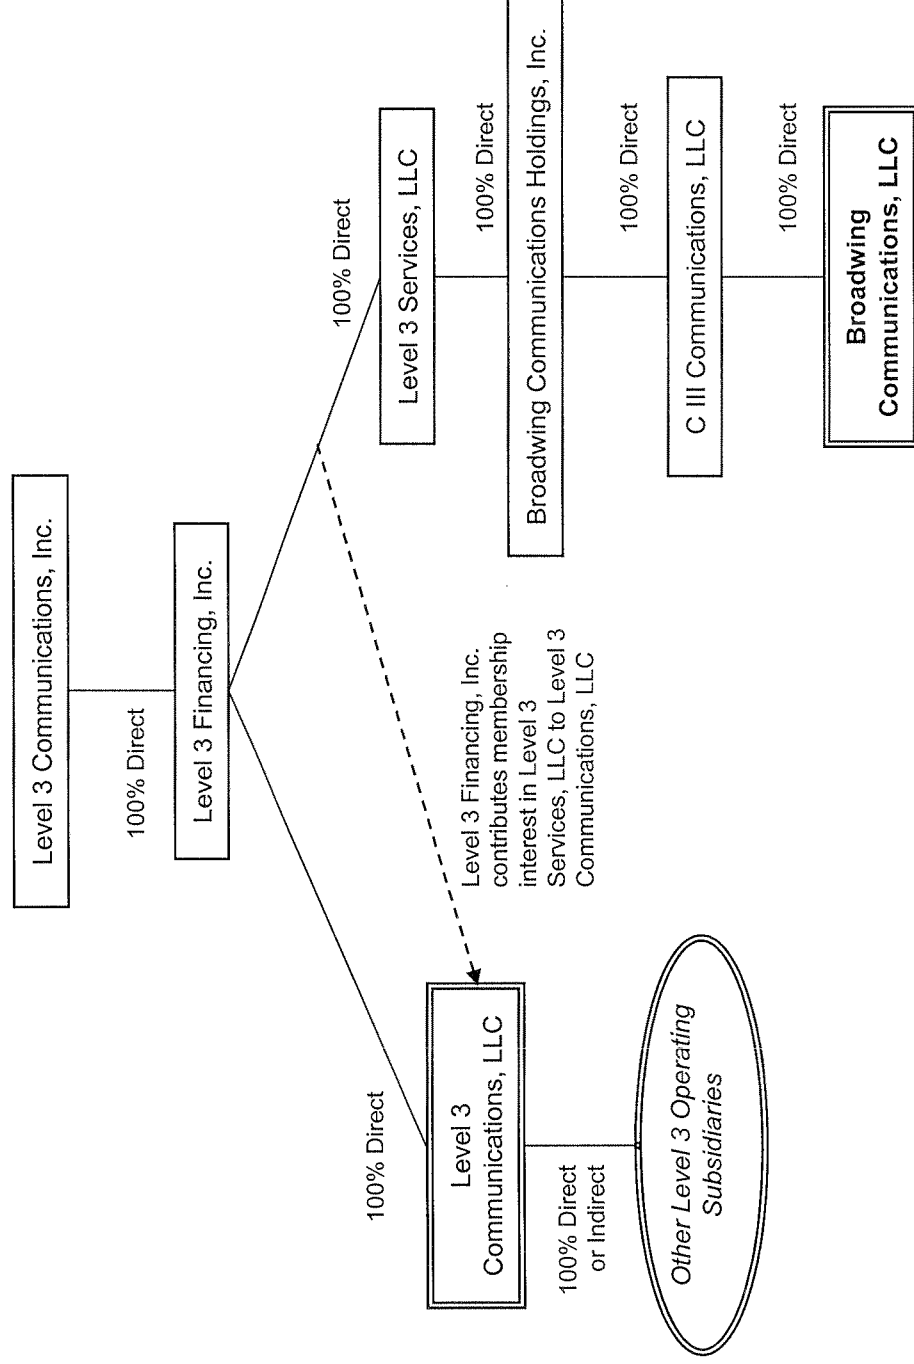 Level 3 Communications, Inc.
100% Direct
Level 3 Financing, Inc.
100% Direct
100% Direct
Level 3
Communications, LLC
100% Direct
or Indirect
Other Level 3 Operating
Subsidiaries
Level 3 Financing, Inc.
contributes membership
interest in Level 3
Services, LLC to Level 3
Communications, LLC
Level 3 Services, LLC
100% Direct
Broadwing Communications Holdings, Inc.
100% Direct
C III Communications, LLC
100% Direct
Broadwing
Communications, LLC